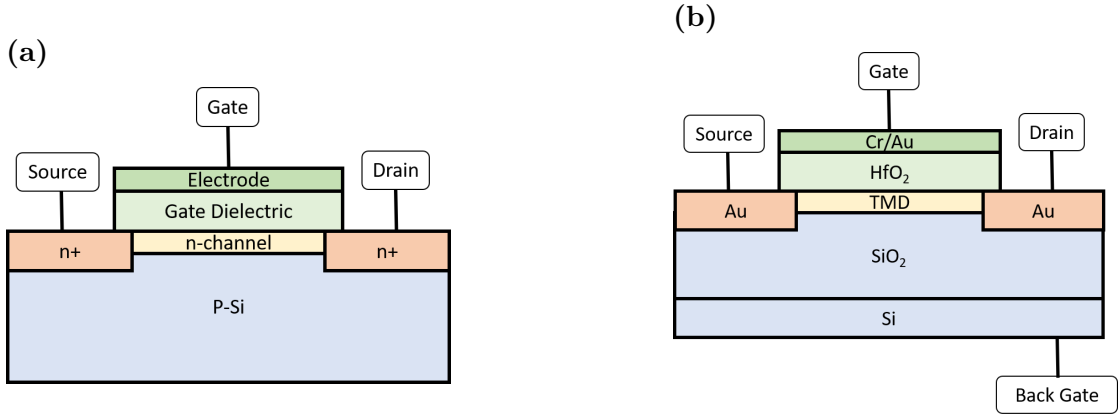 (a)
Gate
Source
Drain
Electrode
Gate Dielectric
n-channel
n+
n+
P-Si
(b)
Gate
Source
Drain
Cr/Au
HfO₂
TMD
Au
Au
SiO₂
Si
Back Gate